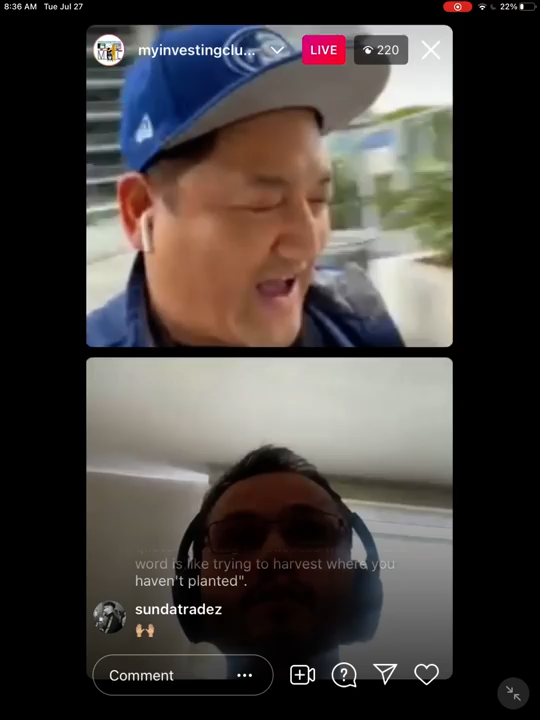 8:36 AM Tue Jul 27
22%
myinvestingclu...
LIVE
220
word is like trying to harvest where you
haven't planted".
sundatradez
🙌🏼
Comment